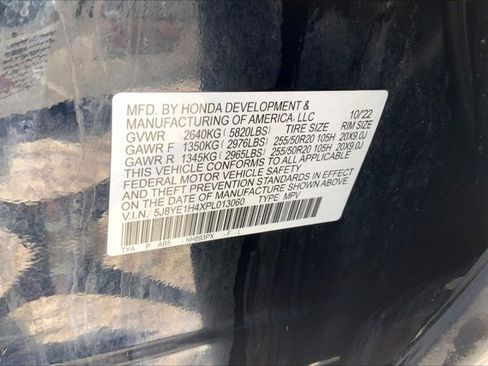 MFD. BY HONDA DEVELOPMENT &
MANUFACTURING OF AMERICA, LLC 10/22
GVWR 2640KG (5820LBS) TIRE SIZE RIM SIZE
GAWR F 1350KG (2976LBS) 255/50R20 105H 20X9.0J
GAWR R 1345KG (2965LBS) 255/50R20 105H 20X9.0J
THIS VEHICLE CONFORMS TO ALL APPLICABLE
FEDERAL MOTOR VEHICLE SAFETY
AND THEFT PREVENTION STANDARDS IN EFFECT
ON THE DATE OF MANUFACTURE SHOWN ABOVE.
V.I.N.: 5J8YE1H4XPL013060 TYPE MPV
TYA P AB5 - NH893PX - F - L